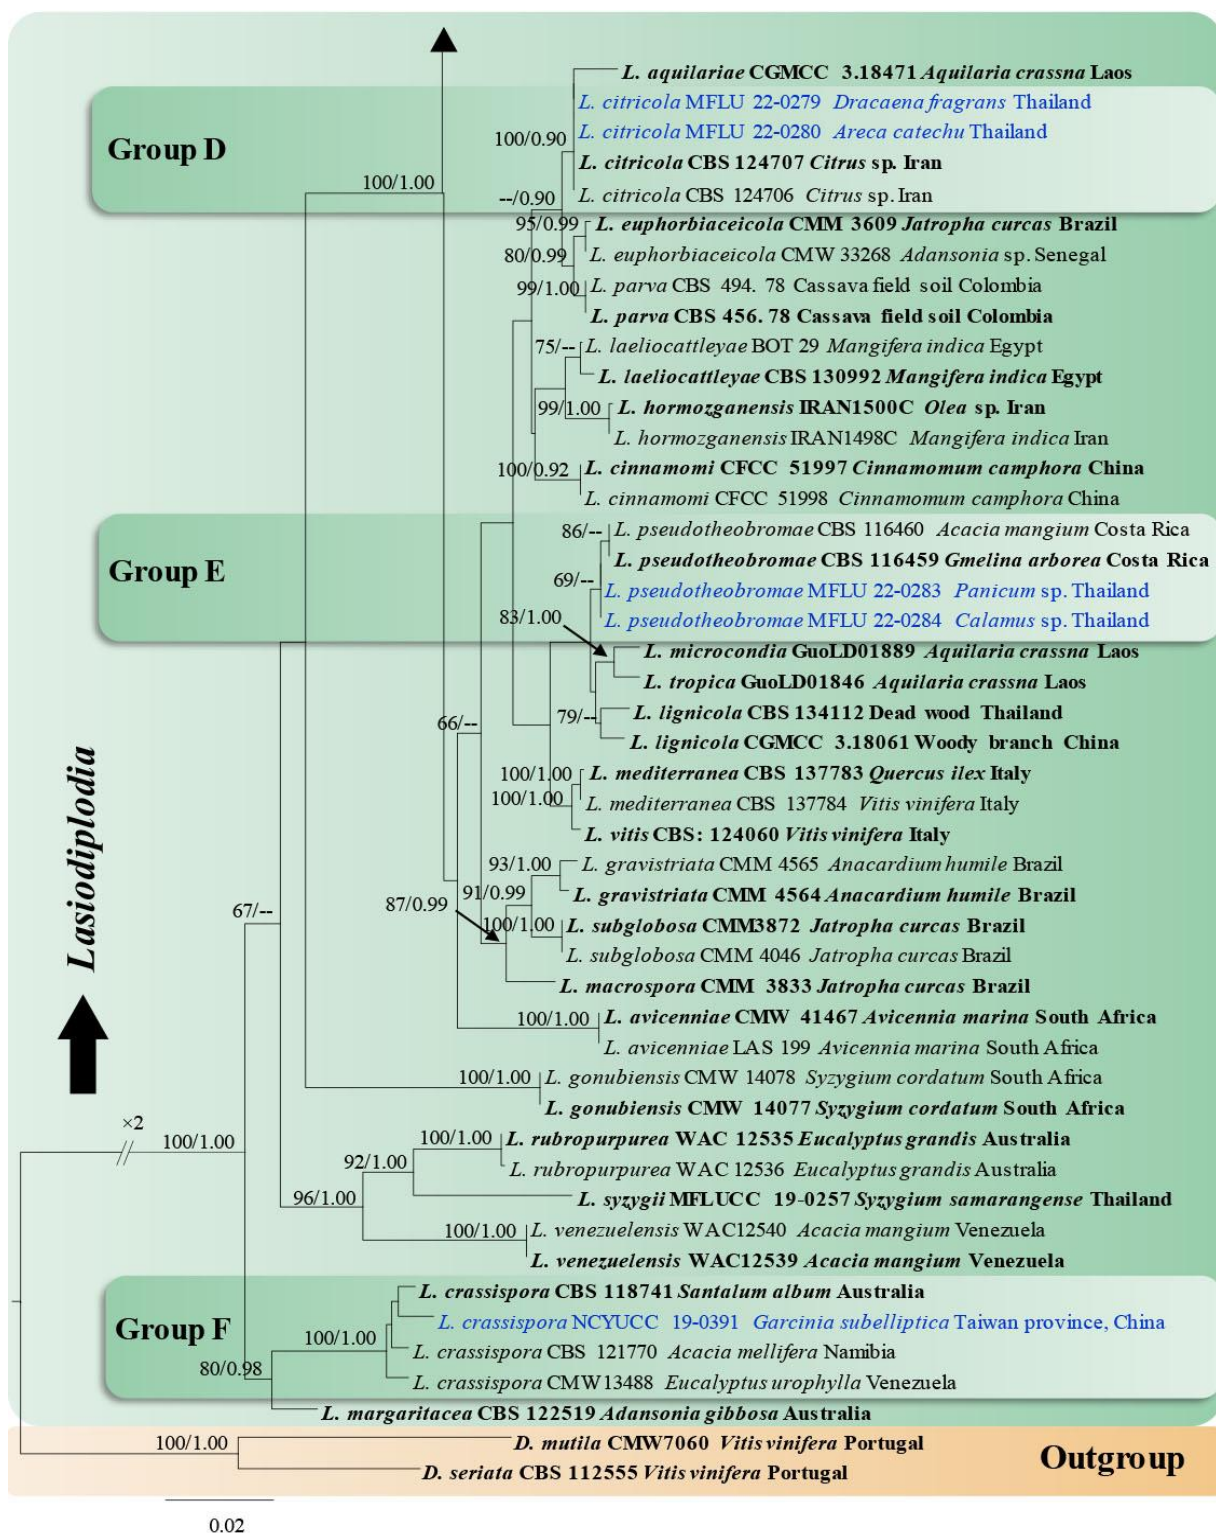 L. aquilariae CGMCC 3.18471 Aquilaria crassna Laos
L. citricola MFLU 22-0279 Dracaena fragrans Thailand
L. citricola MFLU 22-0280 Areca catechu Thailand
100/0.90
Group D
L. citricola CBS 124707 Citrus sp. Iran
100/1.00
L. citricola CBS 124706 Citrus sp. Iran
--/0.90
95/0.99
L. euphorbiaceicola CMM 3609 Jatropha curcas Brazil
80/0.99
L. euphorbiaceicola CMW 33268 Adansonia sp. Senegal
99/1.00
L. parva CBS 494. 78 Cassava field soil Colombia
L. parva CBS 456. 78 Cassava field soil Colombia
75/--
L. laeliocattleyae BOT 29 Mangifera indica Egypt
L. laeliocattleyae CBS 130992 Mangifera indica Egypt
99/1.00
L. hormozganensis IRAN1500C Olea sp. Iran
L. hormozganensis IRAN1498C Mangifera indica Iran
100/0.92
L. cinnamomi CFCC 51997 Cinnamomum camphora China
L. cinnamomi CFCC 51998 Cinnamomum camphora China
86/--
L. pseudotheobromae CBS 116460 Acacia mangium Costa Rica
L. pseudotheobromae CBS 116459 Gmelina arborea Costa Rica
Group E
69/--
L. pseudotheobromae MFLU 22-0283 Panicum sp. Thailand
83/1.00
L. pseudotheobromae MFLU 22-0284 Calamus sp. Thailand
L. microcondia GuoLD01889 Aquilaria crassna Laos
L. tropica GuoLD01846 Aquilaria crassna Laos
66/--
79/--
L. lignicola CBS 134112 Dead wood Thailand
L. lignicola CGMCC 3.18061 Woody branch China
100/1.00
L. mediterranea CBS 137783 Quercus ilex Italy
100/1.00
L. mediterranea CBS 137784 Vitis vinifera Italy
L. vitis CBS: 124060 Vitis vinifera Italy
Lasiodiplodia
93/1.00
L. gravistriata CMM 4565 Anacardium humile Brazil
91/0.99
L. gravistriata CMM 4564 Anacardium humile Brazil
87/0.99
67/--
100/1.00
L. subglobosa CMM3872 Jatropha curcas Brazil
L. subglobosa CMM 4046 Jatropha curcas Brazil
L. macrospora CMM 3833 Jatropha curcas Brazil
100/1.00
L. avicenniae CMW 41467 Avicennia marina South Africa
L. avicenniae LAS 199 Avicennia marina South Africa
100/1.00
L. gonubiensis CMW 14078 Syzygium cordatum South Africa
L. gonubiensis CMW 14077 Syzygium cordatum South Africa
×2
100/1.00
100/1.00
L. rubropurpurea WAC 12535 Eucalyptus grandis Australia
92/1.00
L. rubropurpurea WAC 12536 Eucalyptus grandis Australia
96/1.00
L. syzygii MFLUCC 19-0257 Syzygium samarangense Thailand
100/1.00
L. venezuelensis WAC12540 Acacia mangium Venezuela
L. venezuelensis WAC12539 Acacia mangium Venezuela
L. crassispora CBS 118741 Santalum album Australia
Group F
L. crassispora NCYUCC 19-0391 Garcinia subelliptica Taiwan province, China
100/1.00
L. crassispora CBS 121770 Acacia mellifera Namibia
80/0.98
L. crassispora CMW13488 Eucalyptus urophylla Venezuela
L. margaritacea CBS 122519 Adansonia gibbosa Australia
100/1.00
D. mutila CMW7060 Vitis vinifera Portugal
Outgroup
D. seriata CBS 112555 Vitis vinifera Portugal
0.02